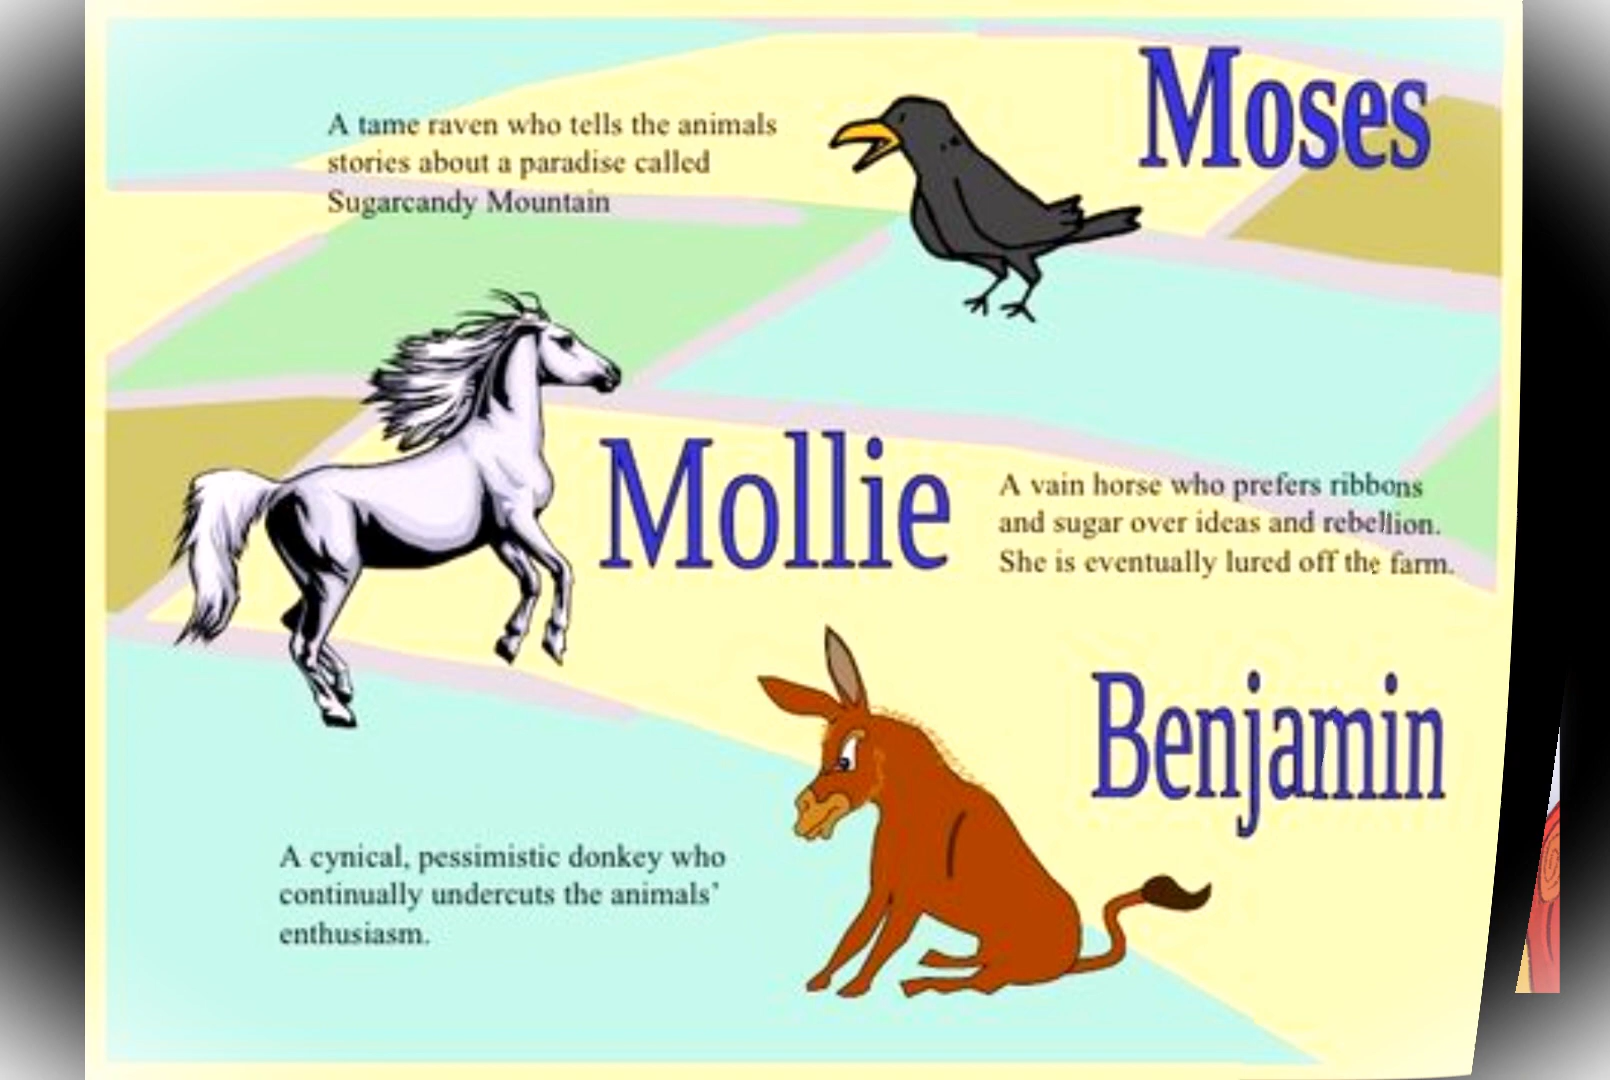 Moses
A tame raven who tells the animals
stories about a paradise called
Sugarcandy Mountain
Mollie
A vain horse who prefers ribbons
and sugar over ideas and rebellion.
She is eventually lured off the farm.
Benjamin
A cynical, pessimistic donkey who
continually undercuts the animals’
enthusiasm.